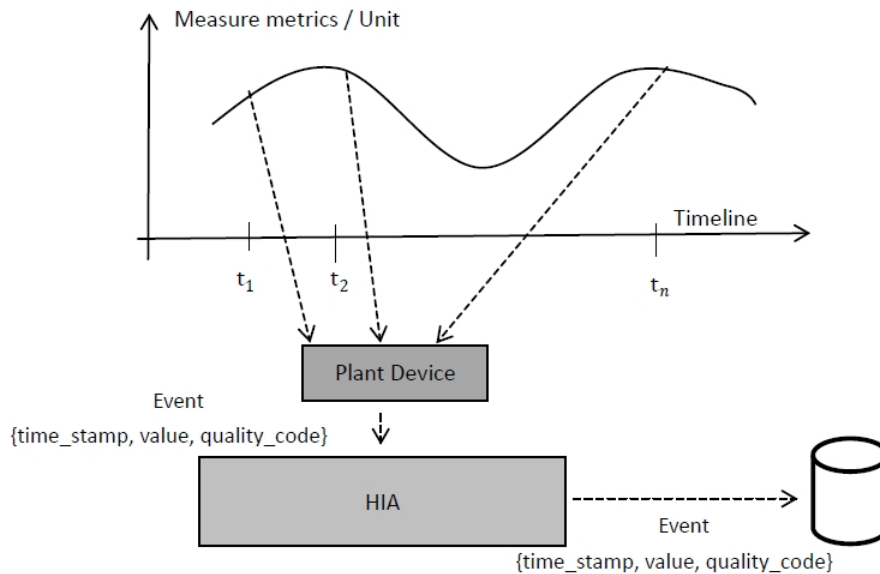 Measure metrics / Unit
Timeline
t₁
t₂
tₙ
Plant Device
Event
{time_stamp, value, quality_code}
HIA
Event
{time_stamp, value, quality_code}